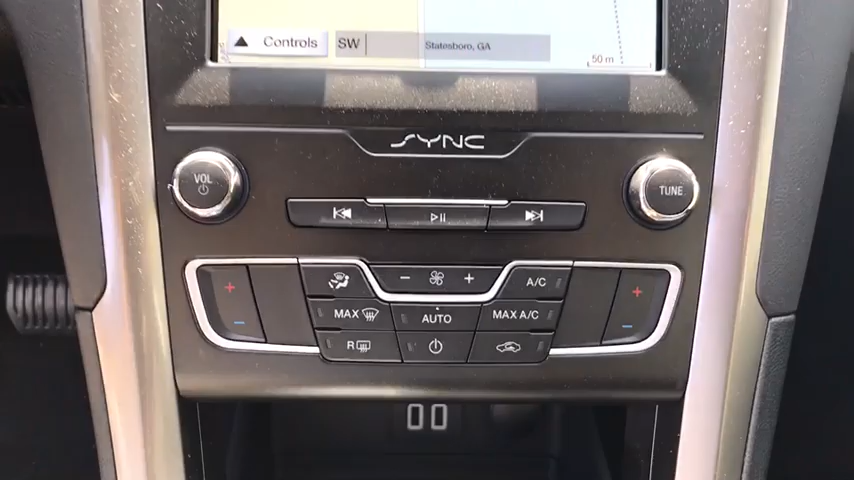 Controls SW Statesboro, GA
50 m
SYNC
VOL
TUNE
- +
A/C
MAX
AUTO
MAX A/C
R
+ -
+ -